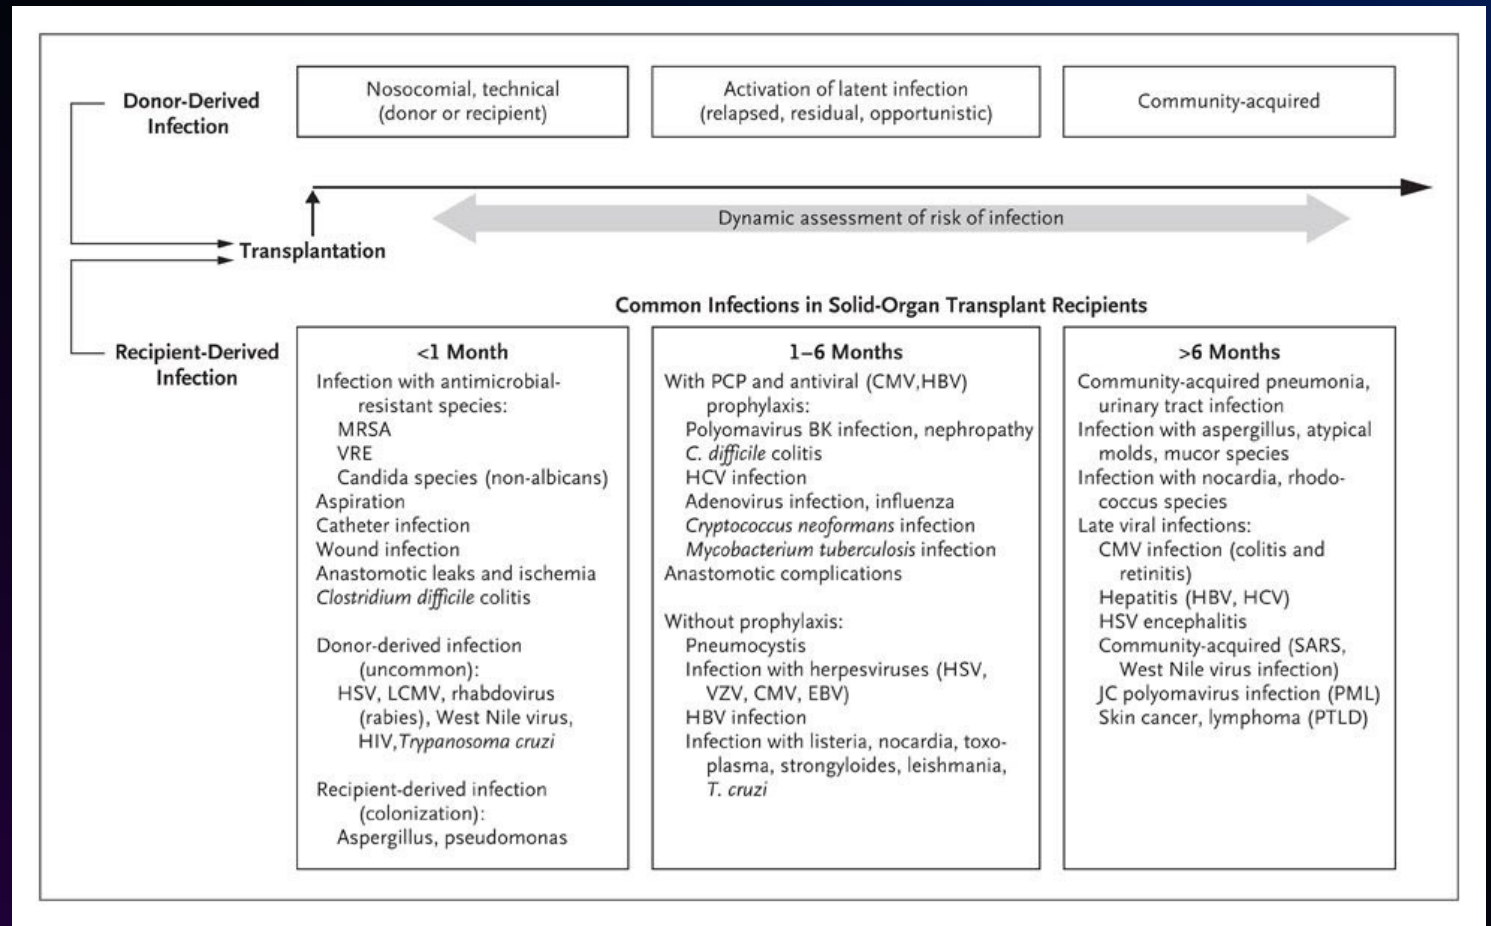 Donor-Derived
Infection
Nosocomial, technical
(donor or recipient)
Activation of latent infection
(relapsed, residual, opportunistic)
Community-acquired
Dynamic assessment of risk of infection
Transplantation
Common Infections in Solid-Organ Transplant Recipients
Recipient-Derived
Infection
<1 Month
Infection with antimicrobial-
resistant species:
MRSA
VRE
Candida species (non-albicans)
Aspiration
Catheter infection
Wound infection
Anastomotic leaks and ischemia
Clostridium difficile colitis
Donor-derived infection
(uncommon):
HSV, LCMV, rhabdovirus
(rabies), West Nile virus,
HIV,Trypanosoma cruzi
Recipient-derived infection
(colonization):
Aspergillus, pseudomonas
1–6 Months
With PCP and antiviral (CMV,HBV)
prophylaxis:
Polyomavirus BK infection, nephropathy
C. difficile colitis
HCV infection
Adenovirus infection, influenza
Cryptococcus neoformans infection
Mycobacterium tuberculosis infection
Anastomotic complications
Without prophylaxis:
Pneumocystis
Infection with herpesviruses (HSV,
VZV, CMV, EBV)
HBV infection
Infection with listeria, nocardia, toxo-
plasma, strongyloides, leishmania,
T. cruzi
>6 Months
Community-acquired pneumonia,
urinary tract infection
Infection with aspergillus, atypical
molds, mucor species
Infection with nocardia, rhodo-
coccus species
Late viral infections:
CMV infection (colitis and
retinitis)
Hepatitis (HBV, HCV)
HSV encephalitis
Community-acquired (SARS,
West Nile virus infection)
JC polyomavirus infection (PML)
Skin cancer, lymphoma (PTLD)